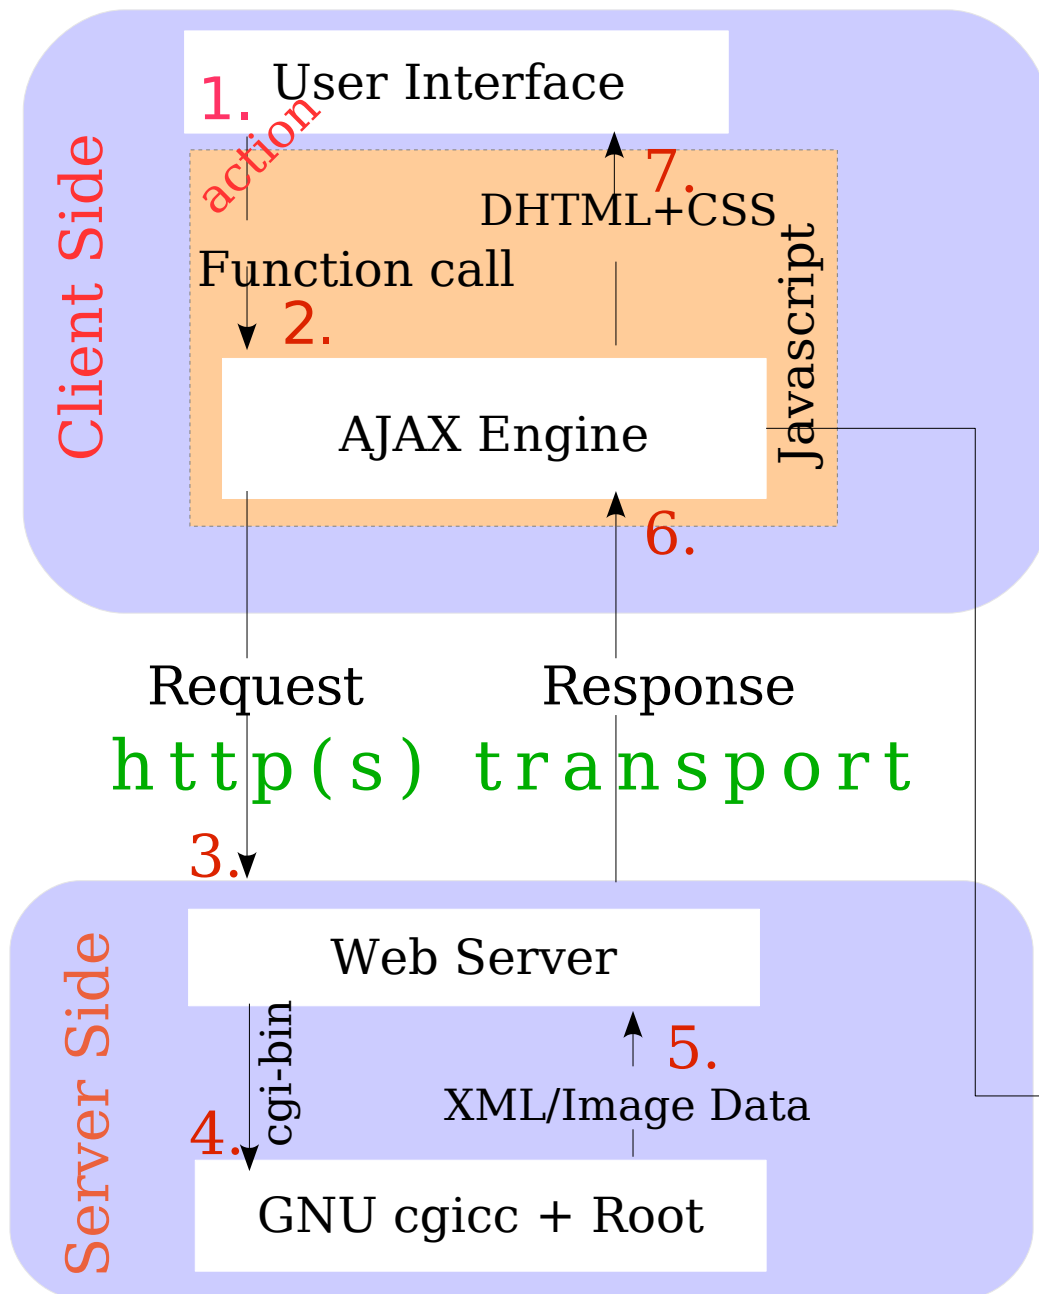 User Interface
1.
action
7.
DHTML+CSS
Function call
2.
Javascript
Client Side
AJAX Engine
6.
Request
Response
http(s) transport
3.
Web Server
cgi-bin
5.
XML/Image Data
4.
Server Side
GNU cgicc + Root